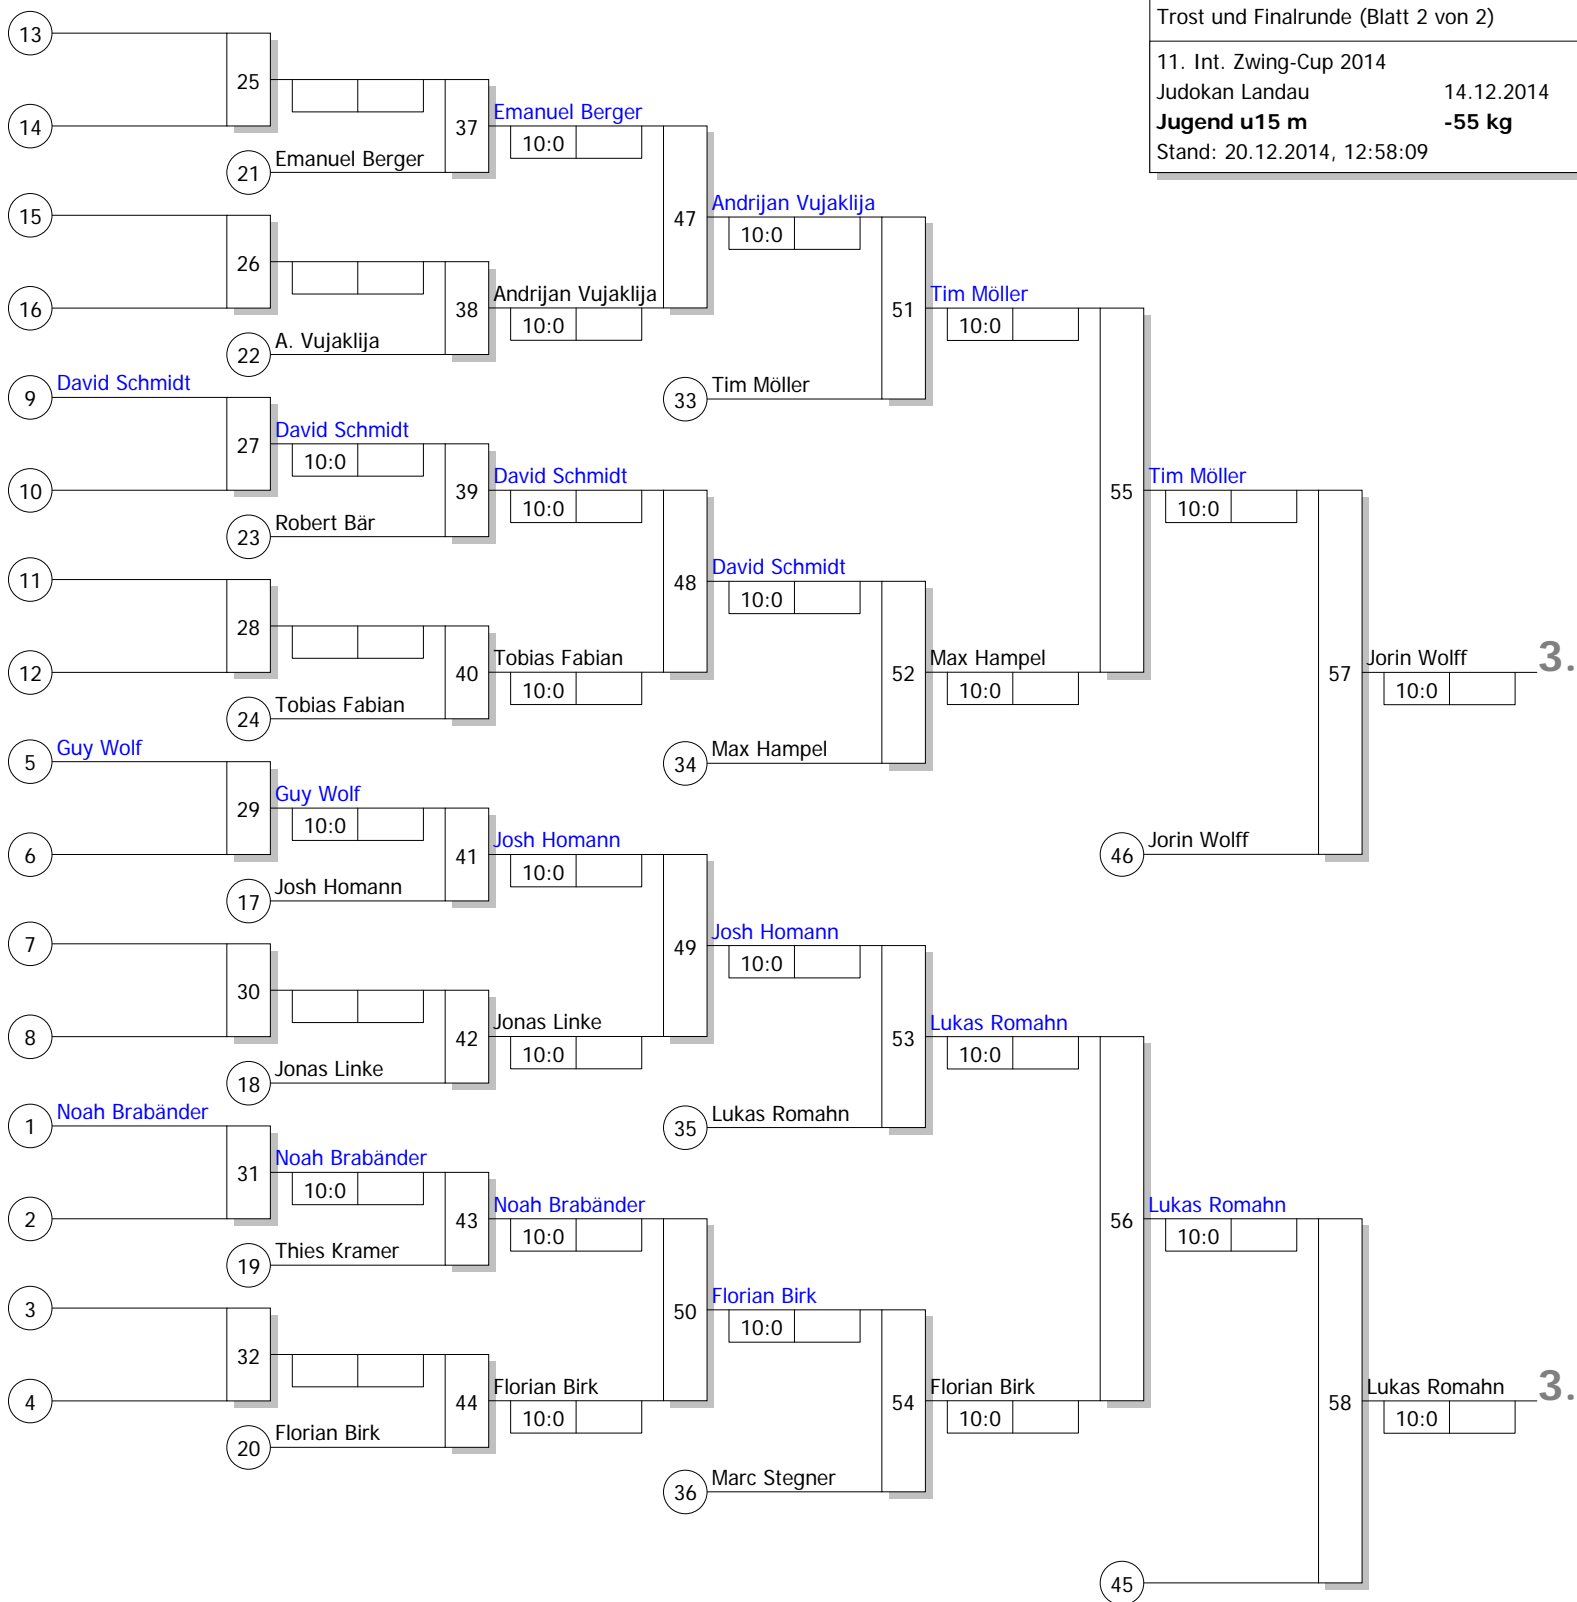 Trost und Finalrunde (Blatt 2 von 2)
11. Int. Zwing-Cup 2014
Judokan Landau 14.12.2014
Jugend u15 m -55 kg
Stand: 20.12.2014, 12:58:09
13
25
14
37
Emanuel Berger
10:0
21
Emanuel Berger
15
47
Andrijan Vujaklija
10:0
26
16
38
Andrijan Vujaklija
10:0
22
A. Vujaklija
51
Tim Möller
10:0
9
David Schmidt
33
Tim Möller
27
David Schmidt
10:0
10
39
David Schmidt
10:0
55
Tim Möller
10:0
23
Robert Bär
11
48
David Schmidt
10:0
28
12
40
Tobias Fabian
10:0
52
Max Hampel
10:0
57
Jorin Wolff
10:0
3.
24
Tobias Fabian
5
Guy Wolf
34
Max Hampel
29
Guy Wolf
10:0
6
41
Josh Homann
10:0
46
Jorin Wolff
17
Josh Homann
7
49
Josh Homann
10:0
30
8
42
Jonas Linke
10:0
53
Lukas Romahn
10:0
18
Jonas Linke
1
Noah Brabänder
35
Lukas Romahn
31
Noah Brabänder
10:0
2
43
Noah Brabänder
10:0
56
Lukas Romahn
10:0
19
Thies Kramer
3
50
Florian Birk
10:0
32
4
44
Florian Birk
10:0
54
Florian Birk
10:0
58
Lukas Romahn
10:0
3.
20
Florian Birk
36
Marc Stegner
45